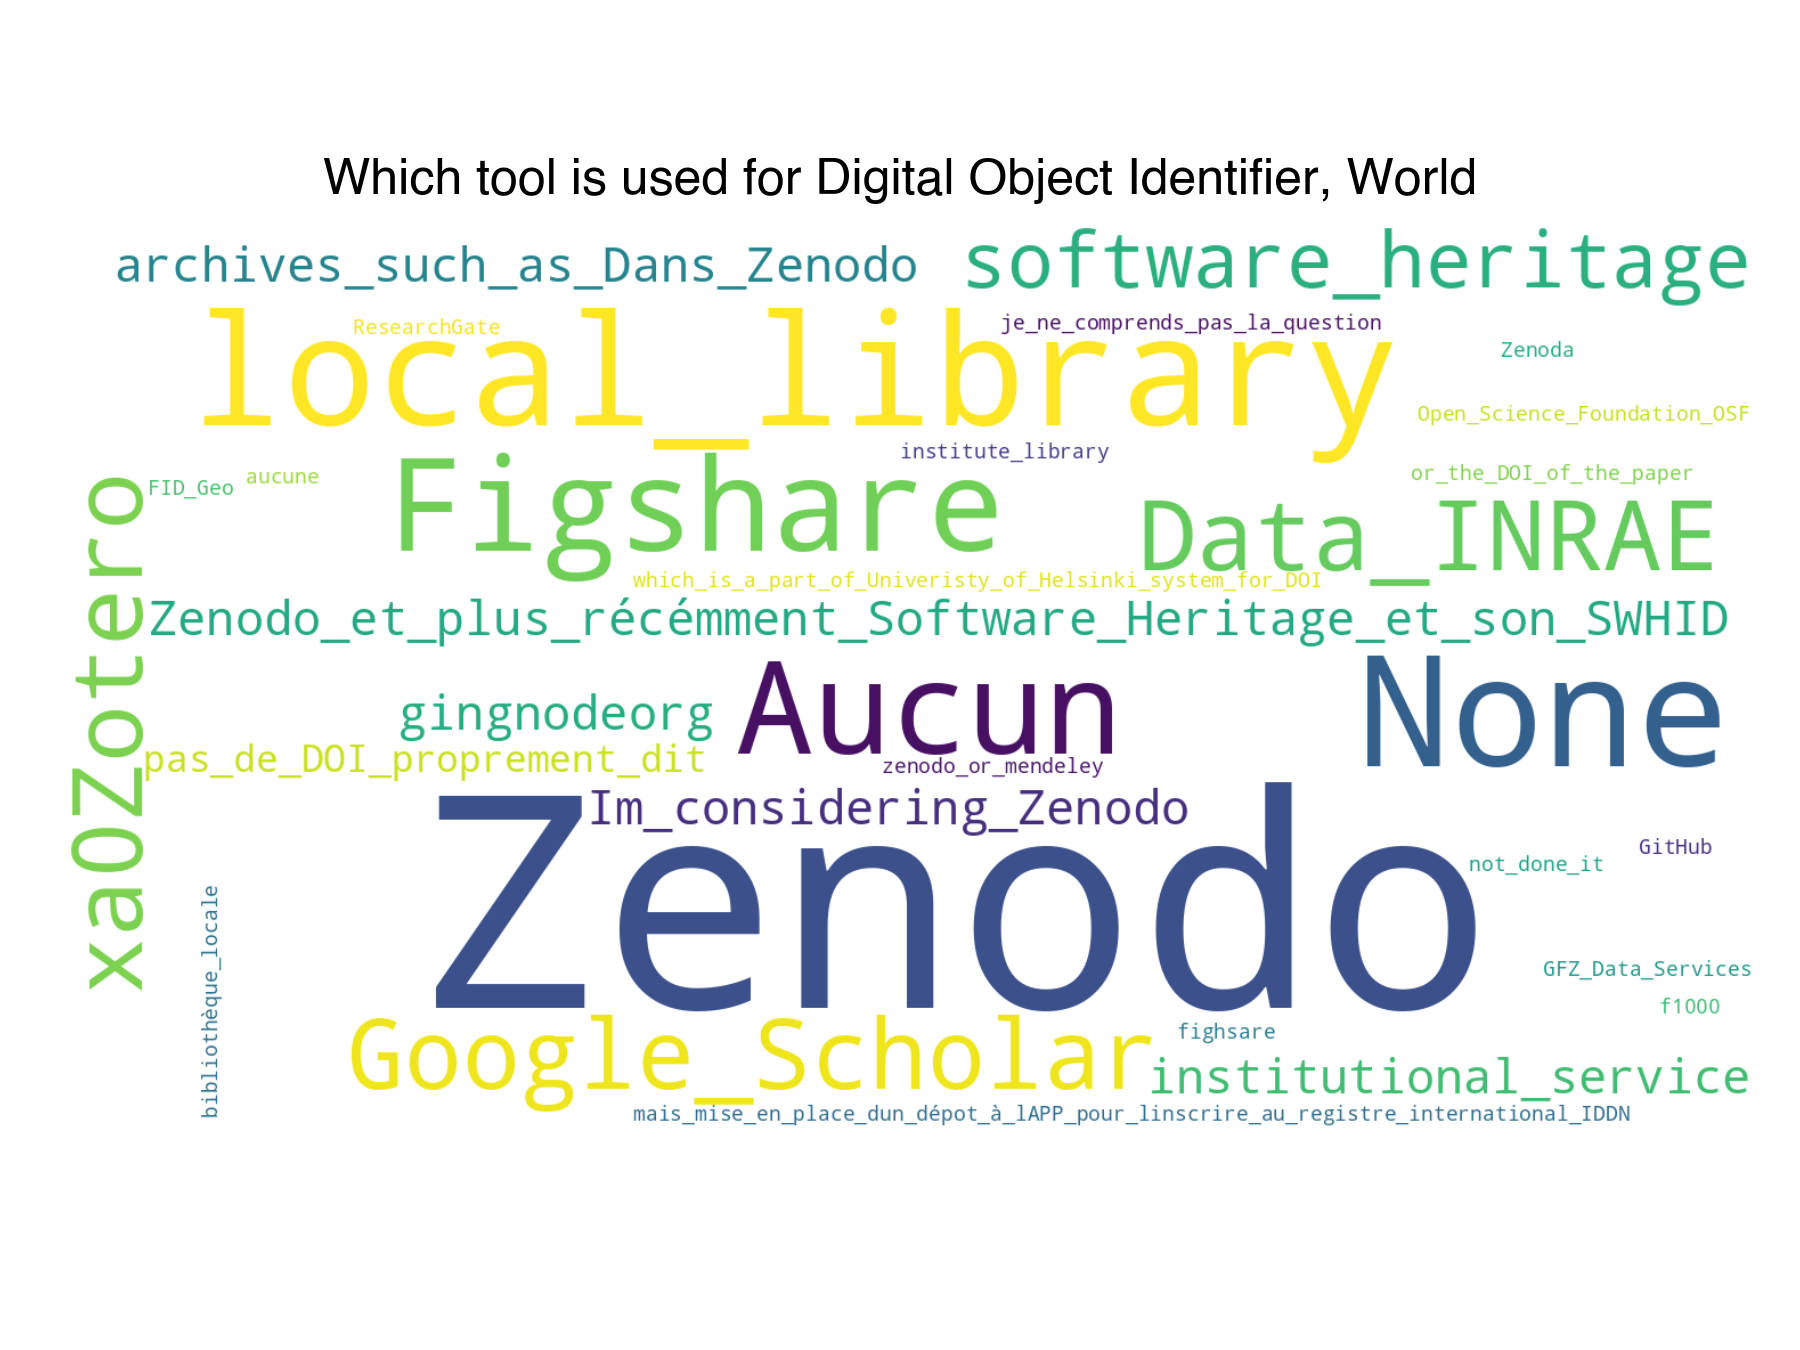 Which tool is used for Digital Object Identifier, World
archives_such_as_Dans_Zenodo
software_heritage
ResearchGate
je_ne_comprends_pas_la_question
local_library
Zenoda
Open_Science_Foundation_OSF
institute_library
FID_Geo
aucune
or_the_DOI_of_the_paper
Figshare
Data_INRAE
xa0Zotero
which_is_a_part_of_Univeristy_of_Helsinki_system_for_DOI
Zenodo_et_plus_récémment_Software_Heritage_et_son_SWHID
gingnodeorg
Aucun
None
pas_de_DOI_proprement_dit
zenodo_or_mendeley
Im_considering_Zenodo
Zenodo
GitHub
not_done_it
bibliothèque_locale
GFZ_Data_Services
f1000
Google_Scholar
fighsare
institutional_service
mais_mise_en_place_dun_dépot_à_lAPP_pour_linscrire_au_registre_international_IDDN